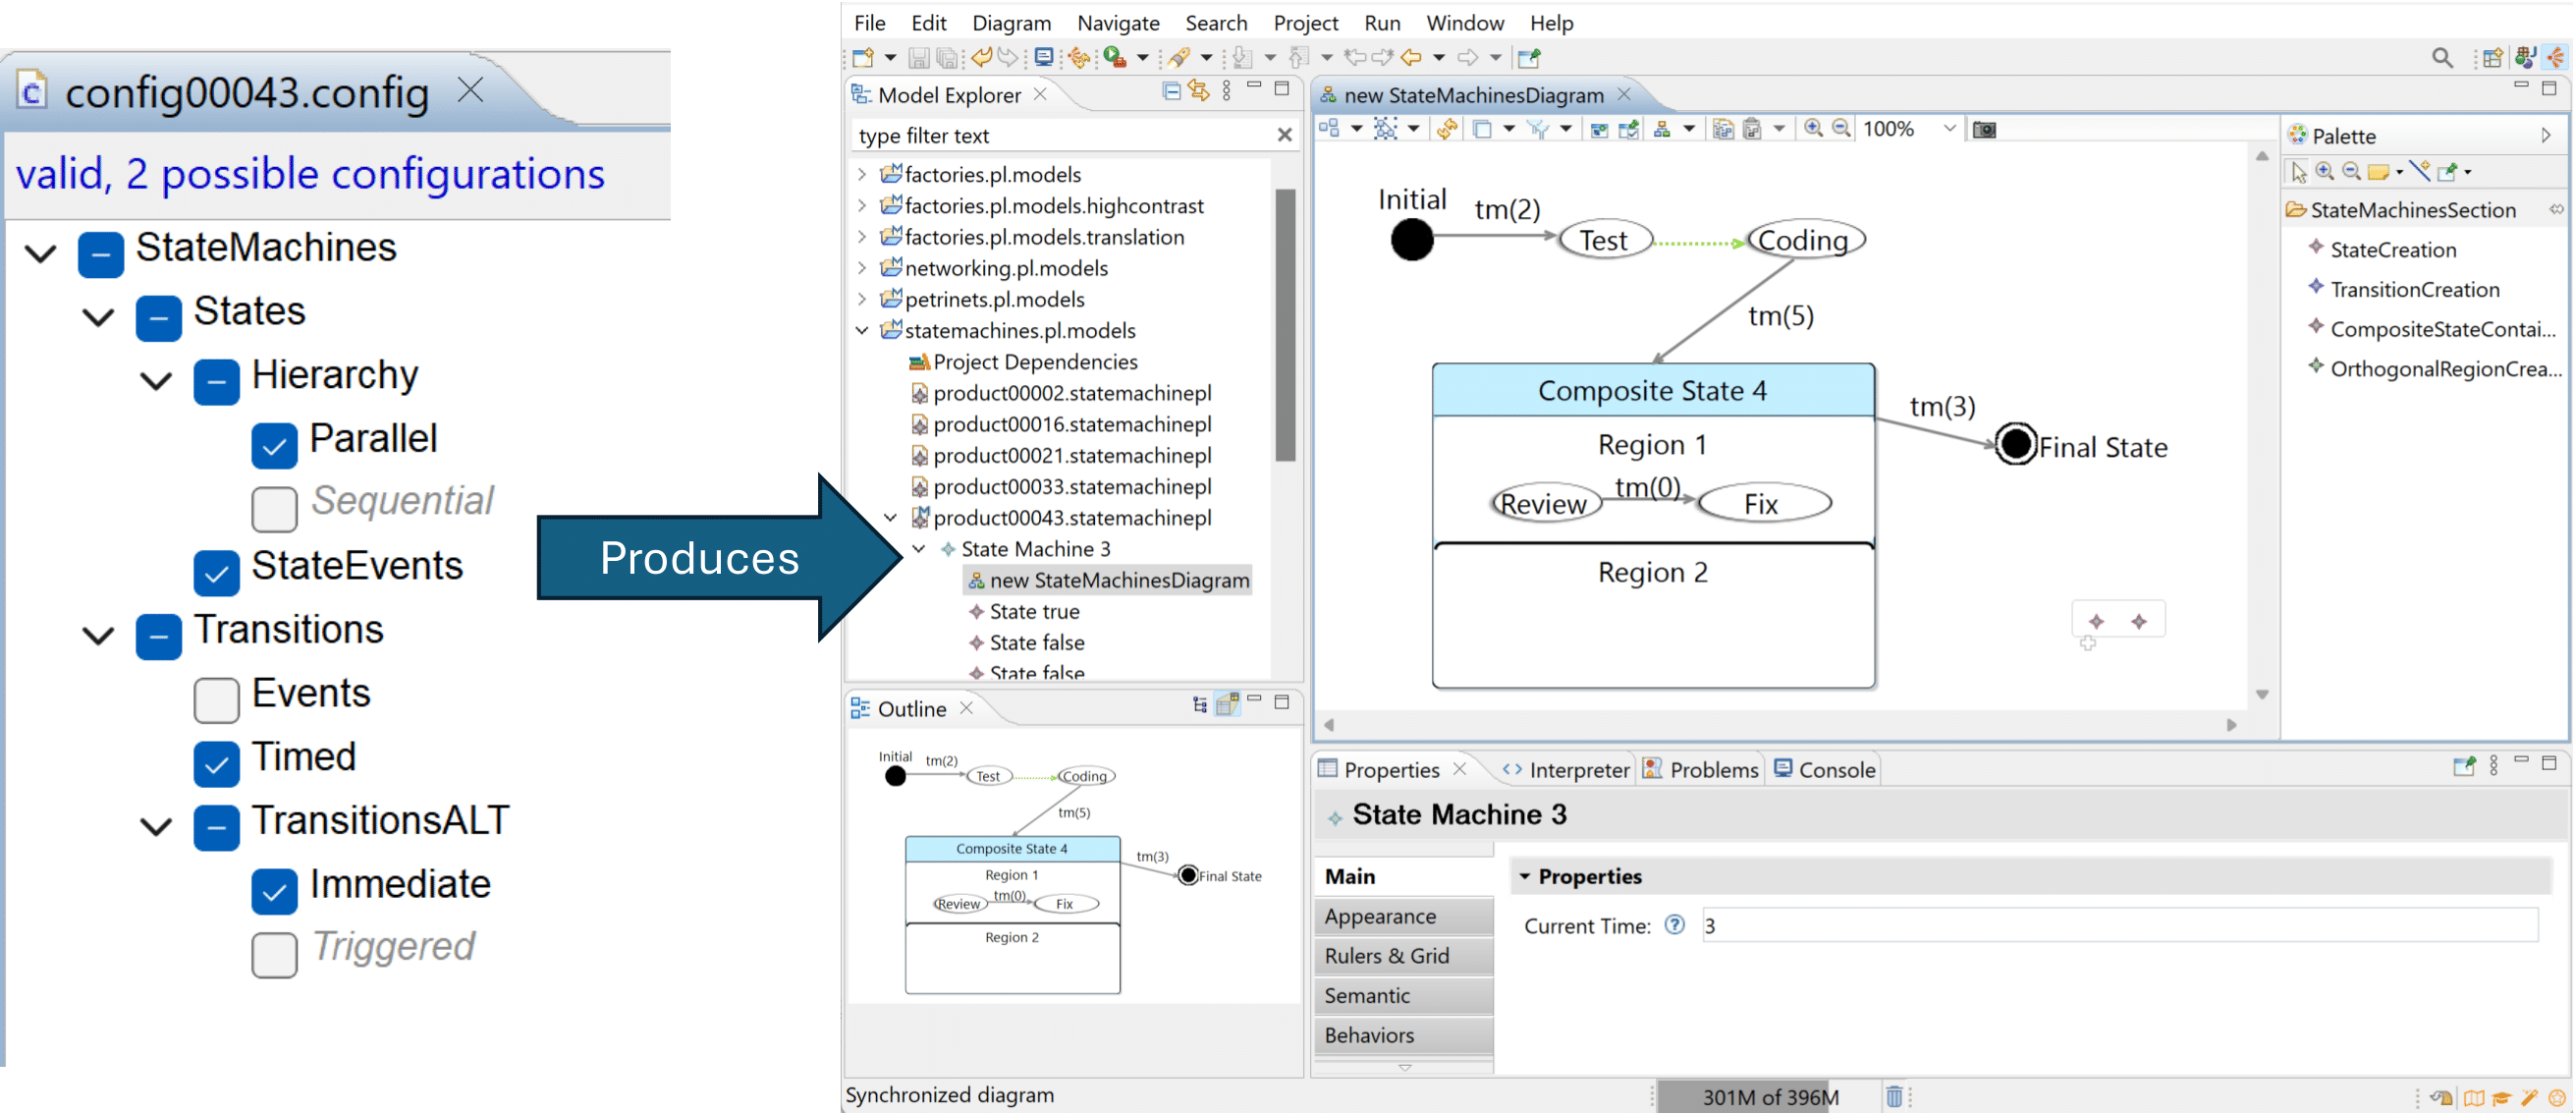 config00043.config
valid, 2 possible configurations
StateMachines
States
Hierarchy
Parallel
Sequential
StateEvents
Transitions
Events
Timed
TransitionsALT
Immediate
Triggered
Produces
File Edit Diagram Navigate Search Project Run Window Help
Model Explorer
type filter text
factories.pl.models
factories.pl.models.highcontrast
factories.pl.models.translation
networking.pl.models
petrinets.pl.models
statemachines.pl.models
Project Dependencies
product00002.statemachinepl
product00016.statemachinepl
product00021.statemachinepl
product00033.statemachinepl
product00043.statemachinepl
State Machine 3
new StateMachinesDiagram
State true
State false
State false
Outline
Initial
tm(2)
Test
Coding
tm(5)
Composite State 4
tm(3)
Region 1
Final State
Review
tm(0)
Fix
Region 2
new StateMachinesDiagram
100%
Initial
tm(2)
Test
Coding
tm(5)
Composite State 4
tm(3)
Region 1
Final State
Review
tm(0)
Fix
Region 2
Palette
StateMachinesSection
StateCreation
TransitionCreation
CompositeStateContai...
OrthogonalRegionCrea...
Properties Interpreter Problems Console
State Machine 3
Main
Appearance
Rulers & Grid
Semantic
Behaviors
Properties
Current Time: 3
Synchronized diagram
301M of 396M